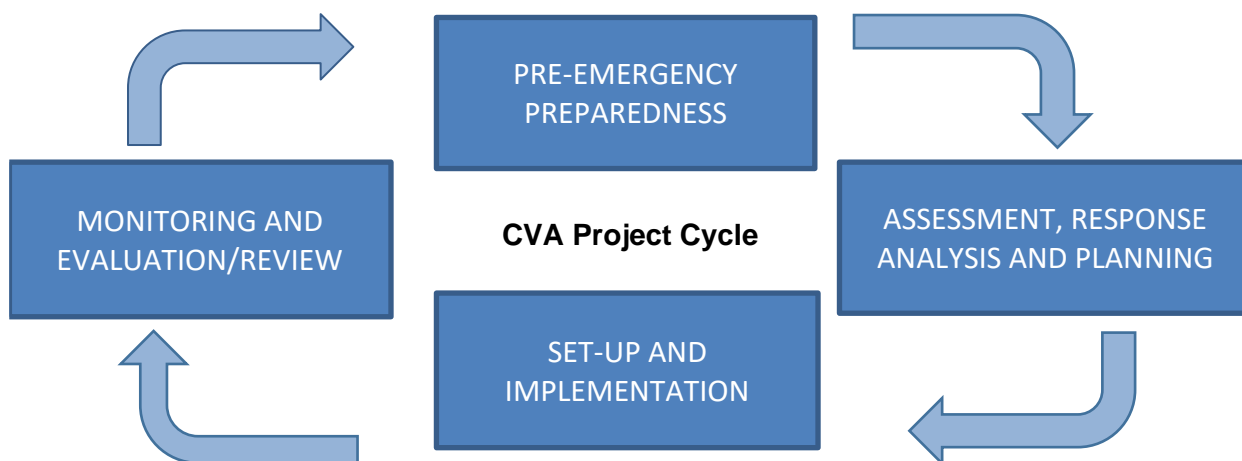 PRE-EMERGENCY
PREPAREDNESS
MONITORING AND
EVALUATION/REVIEW
CVA Project Cycle
ASSESSMENT, RESPONSE
ANALYSIS AND PLANNING
SET-UP AND
IMPLEMENTATION